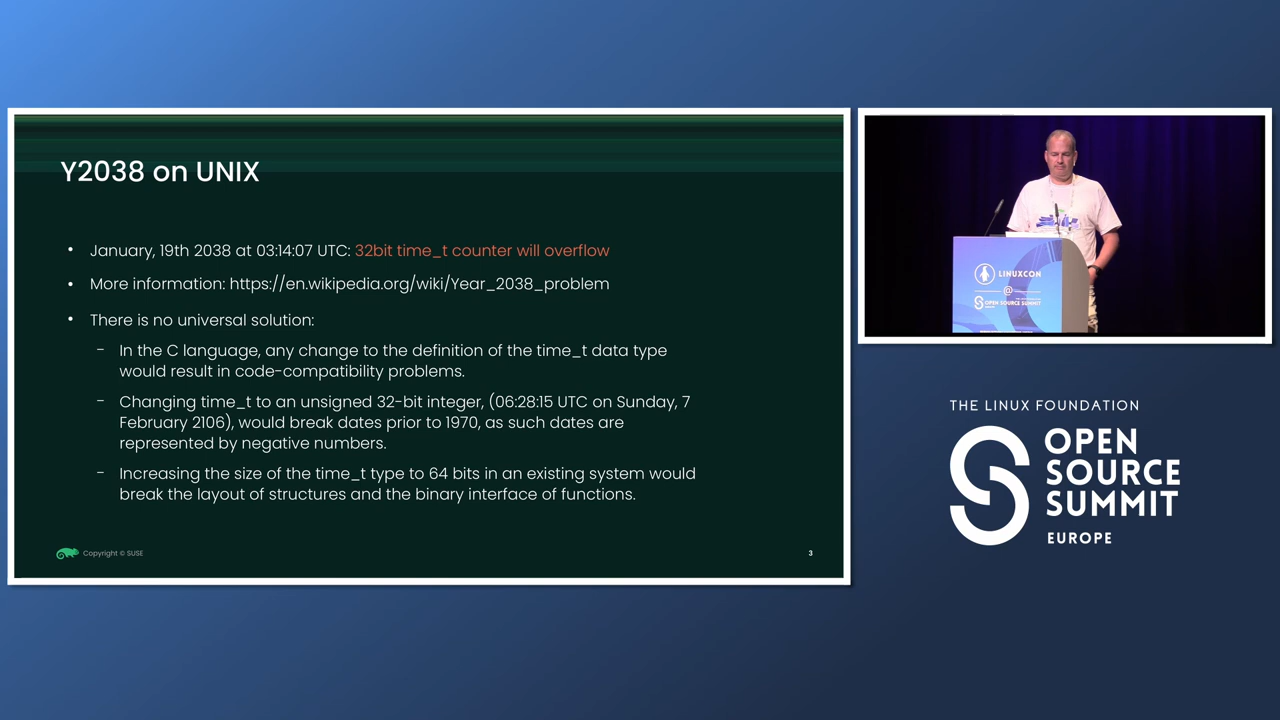 Y2038 on UNIX
• January, 19th 2038 at 03:14:07 UTC: 32bit time_t counter will overflow
• More information: https://en.wikipedia.org/wiki/Year_2038_problem
• There is no universal solution:
– In the C language, any change to the definition of the time_t data type
would result in code-compatibility problems.
– Changing time_t to an unsigned 32-bit integer, (06:28:15 UTC on Sunday, 7
February 2106), would break dates prior to 1970, as such dates are
represented by negative numbers.
– Increasing the size of the time_t type to 64 bits in an existing system would
break the layout of structures and the binary interface of functions.
Copyright © SUSE
3
LINUXCON
@
OPEN SOURCE SUMMIT
THE LINUX FOUNDATION
OPEN
SOURCE
SUMMIT
EUROPE